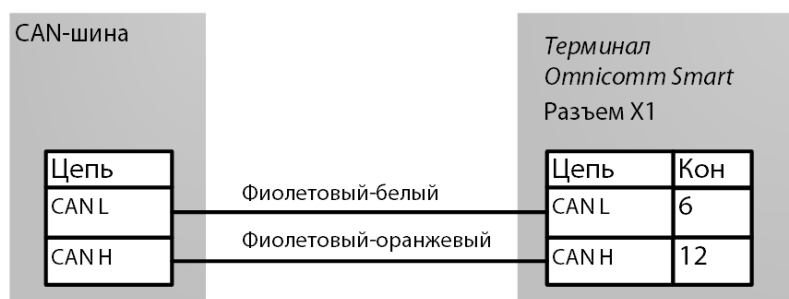 CAN-шина
Терминал
Omnicomm Smart
Разъем X1
Цепь
CAN L
CAN H
Фиолетовый-белый
Фиолетовый-оранжевый
Цепь Кон
CAN L 6
CAN H 12